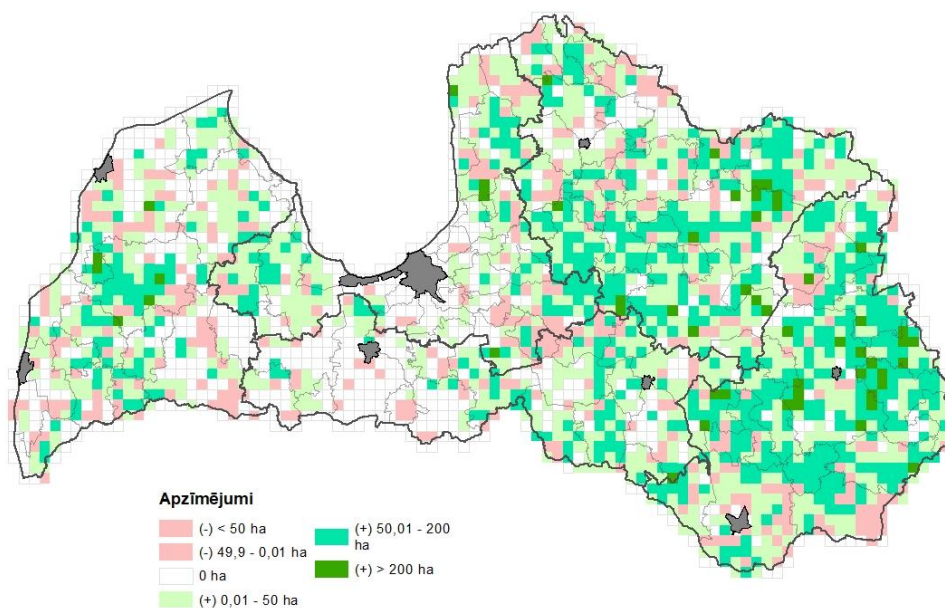 Apzīmējumi
(-) < 50 ha
(-) 49,9 - 0,01 ha
0 ha
(+) 0,01 - 50 ha
(+) 50,01 - 200
ha
(+) > 200 ha